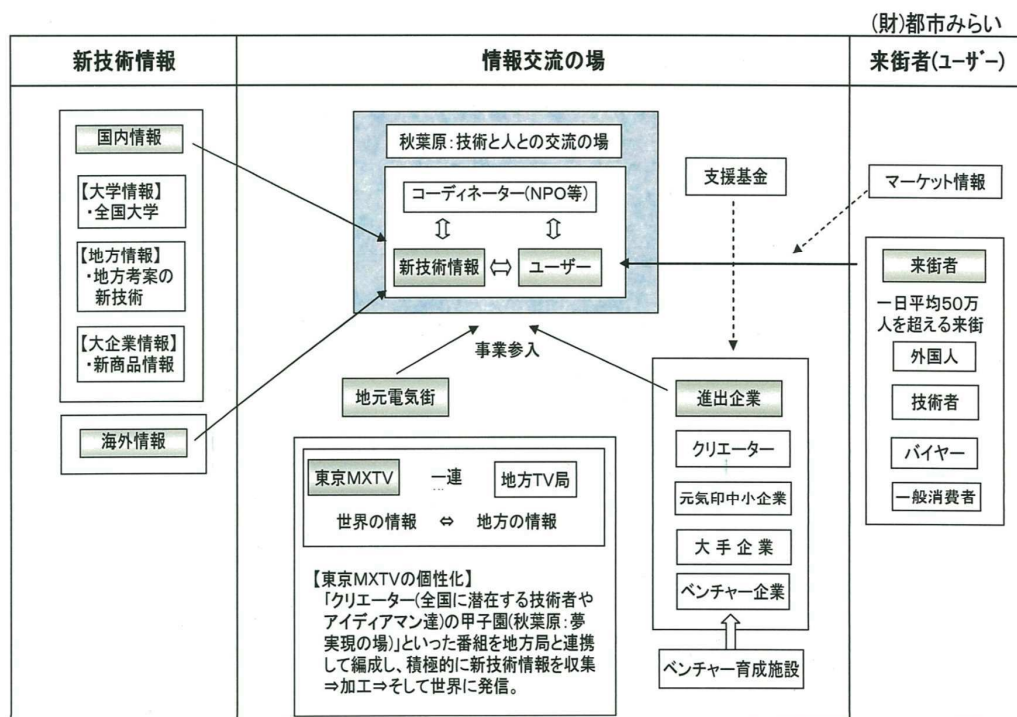 (財)都市みらい
新技術情報
情報交流の場
来街者(ユーザー)
国内情報
【大学情報】
・全国大学
【地方情報】
・地方考案の
新技術
【大企業情報】
・新商品情報
海外情報
秋葉原：技術と人との交流の場
コーディネーター(NPO等)
⇕ ⇕
新技術情報 ⇔ ユーザー
事業参入
地元電気街
東京MXTV 一連 地方TV局
世界の情報 ⇔ 地方の情報
【東京MXTVの個性化】
「クリエーター(全国に潜在する技術者や
アイディアマン達)の甲子園(秋葉原：夢
実現の場)」といった番組を地方局と連携
して編成し、積極的に新技術情報を収集
⇒加工⇒そして世界に発信。
支援基金
進出企業
クリエーター
元気印中小企業
大手企業
ベンチャー企業
ベンチャー育成施設
マーケット情報
来街者
一日平均50万
人を超える来街
外国人
技術者
バイヤー
一般消費者